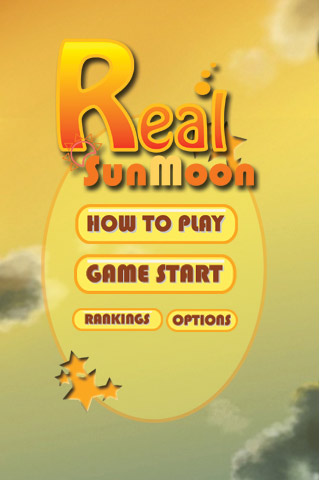 Real
SunMoon
HOW TO PLAY
GAME START
RANKINGS OPTIONS